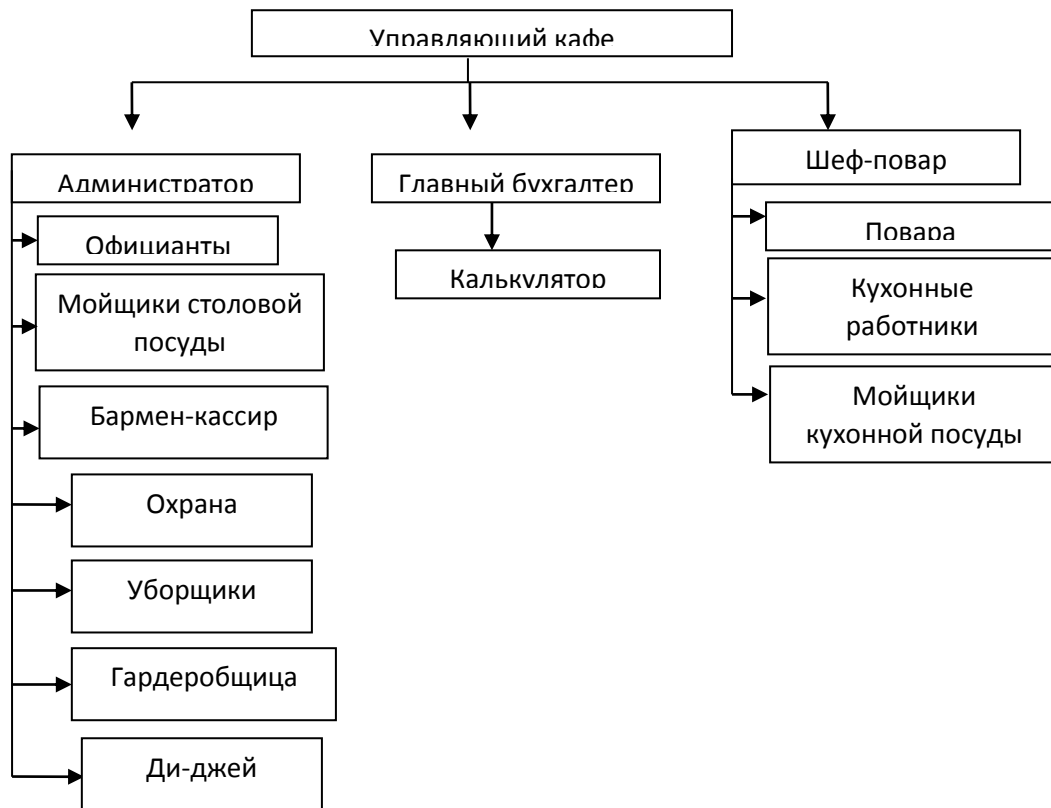 Управляющий кафе
Администратор
Главный бухгалтер
Шеф-повар
Официанты
Мойщики столовой
посуды
Бармен-кассир
Охрана
Уборщики
Гардеробщица
Ди-джей
Калькулятор
Повара
Кухонные
работники
Мойщики
кухонной посуды